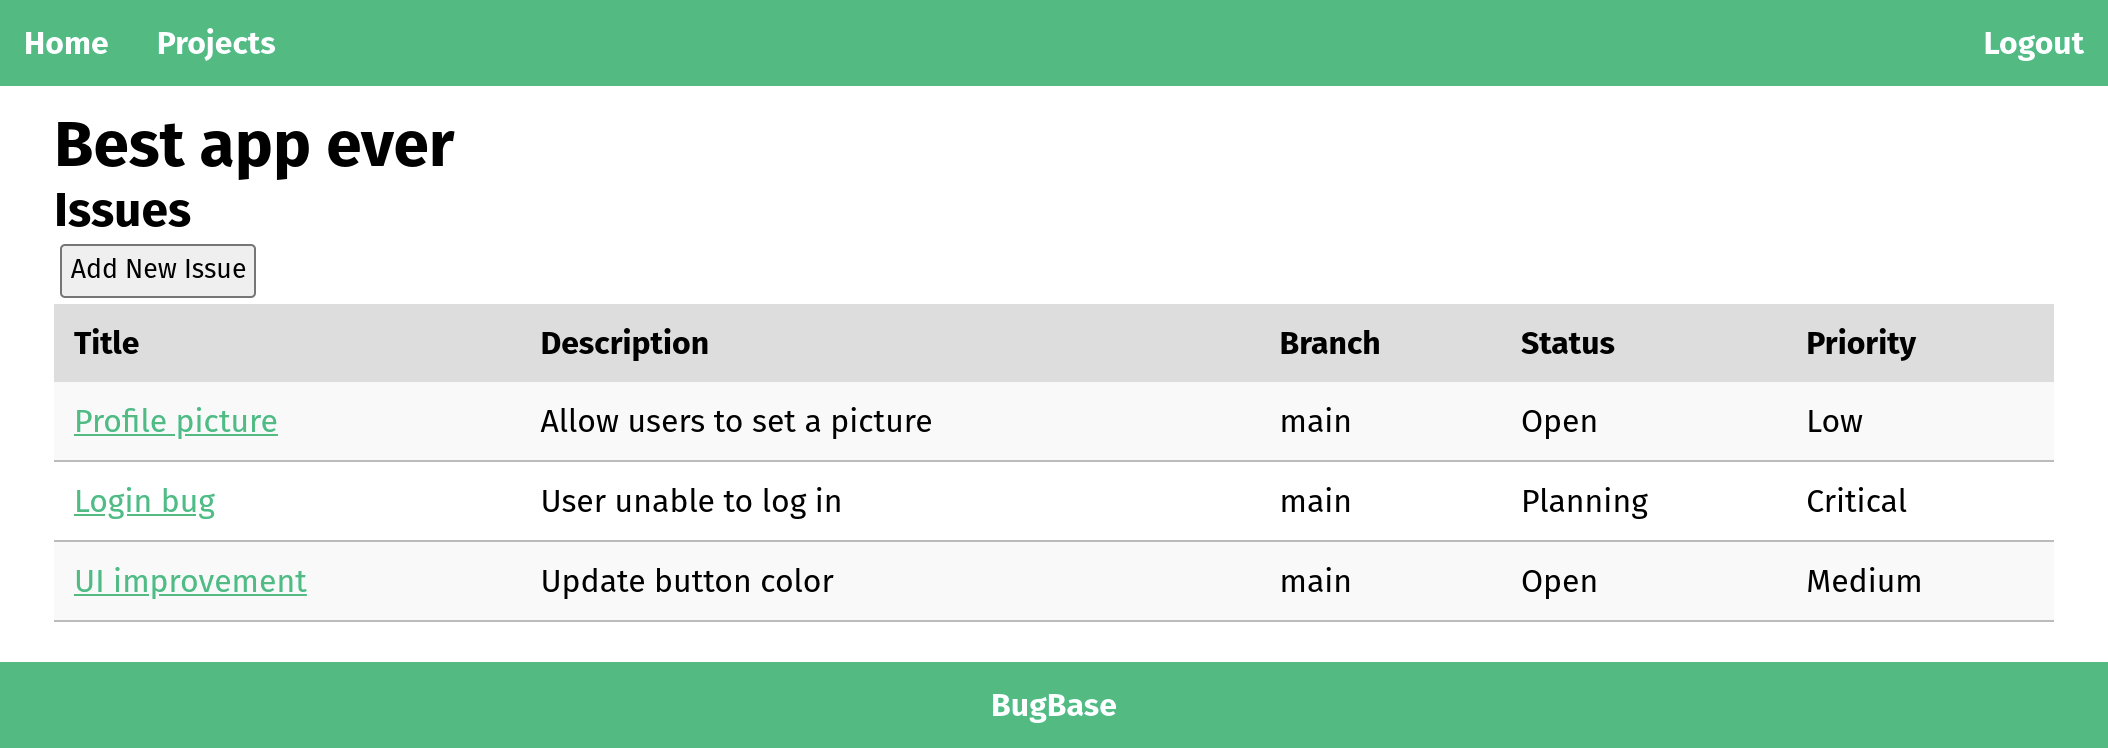 Home Projects Logout
Best app ever
Issues
Add New Issue
Title Description Branch Status Priority
Profile picture Allow users to set a picture main Open Low
Login bug User unable to log in main Planning Critical
UI improvement Update button color main Open Medium
BugBase